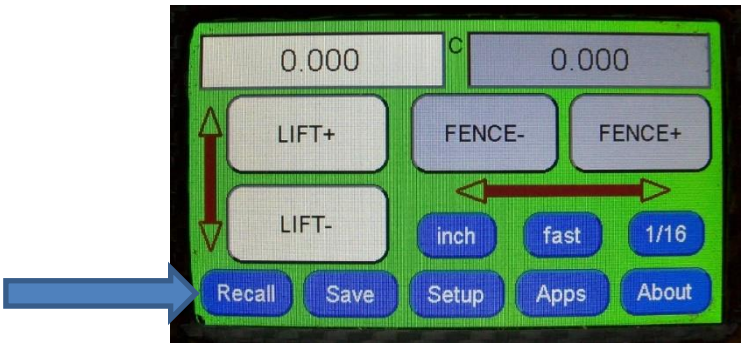 0.000 C 0.000
LIFT+ FENCE- FENCE+
LIFT-
inch fast 1/16
Recall Save Setup Apps About